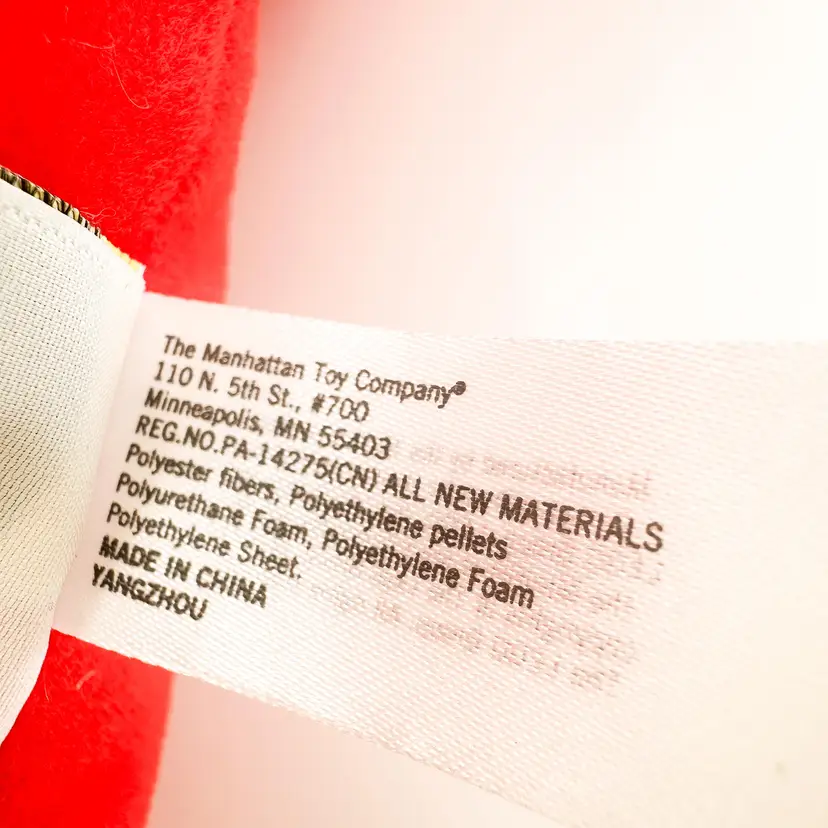 The Manhattan Toy Company®
110 N. 5th St., #700
Minneapolis, MN 55403
REG.NO.PA-14275(CN) ALL NEW MATERIALS
Polyester fibers, Polyethylene pellets
Polyurethane Foam, Polyethylene Foam
Polyethylene Sheet.
MADE IN CHINA
YANGZHOU